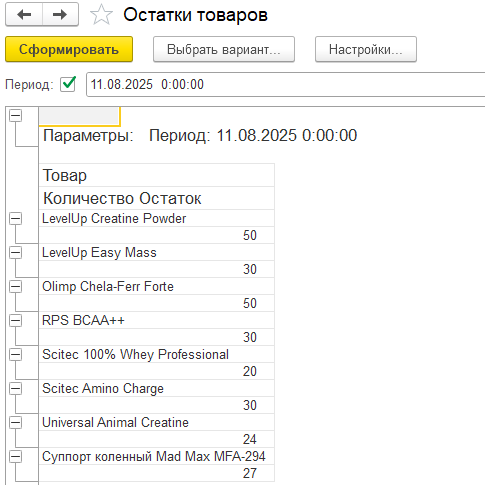 Остатки товаров
Сформировать Выбрать вариант... Настройки...
Период: 11.08.2025 0:00:00
Параметры: Период: 11.08.2025 0:00:00
Товар
Количество Остаток
LevelUp Creatine Powder
50
LevelUp Easy Mass
30
Olimp Chela-Ferr Forte
50
RPS BCAA++
30
Scitec 100% Whey Professional
20
Scitec Amino Charge
30
Universal Animal Creatine
24
Суппорт коленный Mad Max MFA-294
27